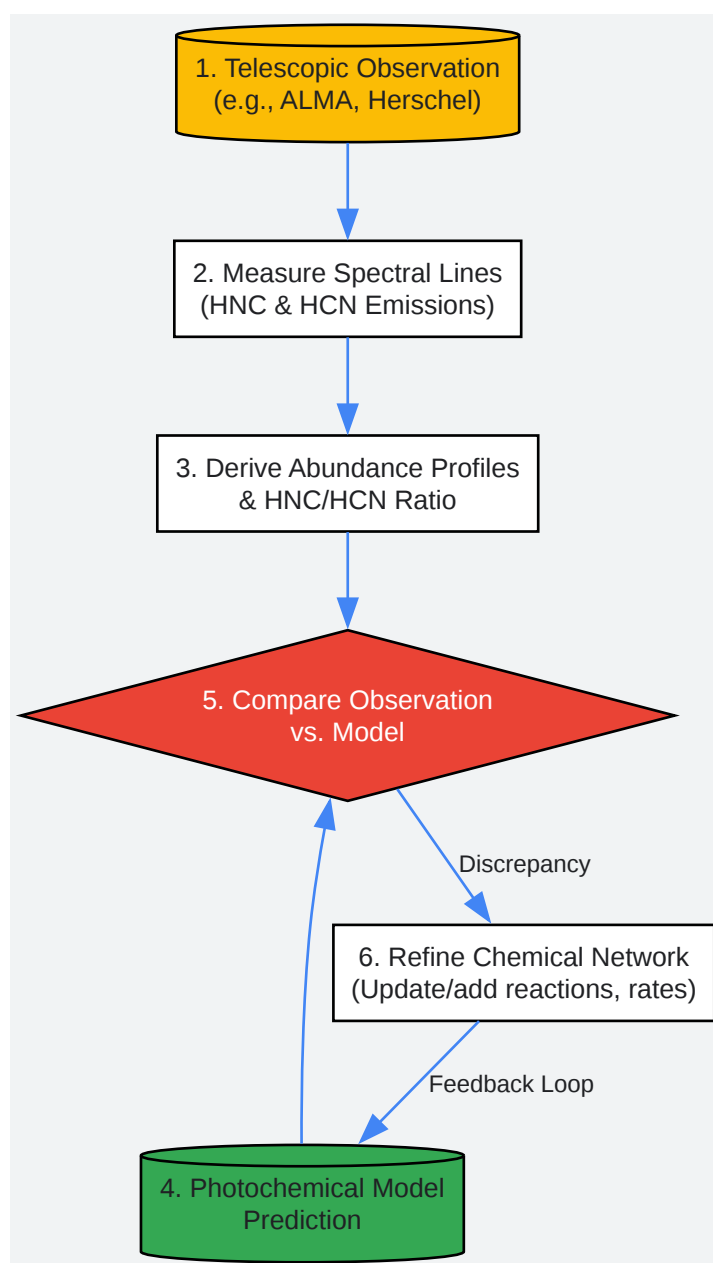 1. Telescopic Observation
(e.g., ALMA, Herschel)
2. Measure Spectral Lines
(HNC & HCN Emissions)
3. Derive Abundance Profiles
& HNC/HCN Ratio
5. Compare Observation
vs. Model
Discrepancy
6. Refine Chemical Network
(Update/add reactions, rates)
Feedback Loop
4. Photochemical Model
Prediction